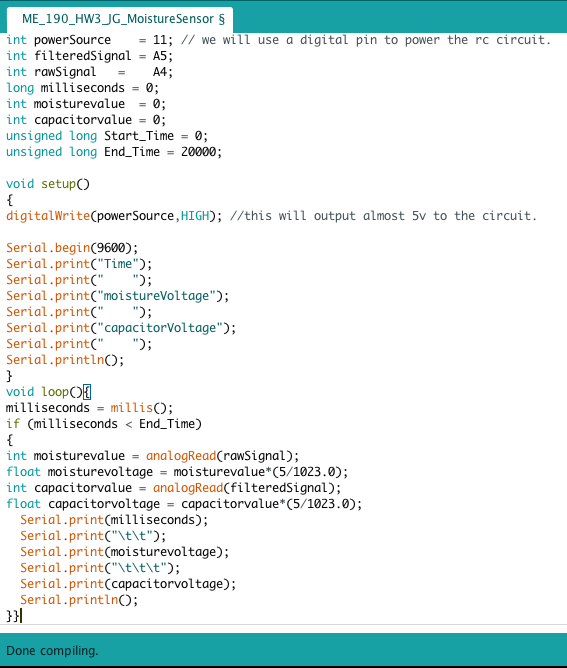 ME_190_HW3_JG_MoistureSensor §
int powerSource    = 11; // we will use a digital pin to power the rc circuit.
int filteredSignal = A5;
int rawSignal   =    A4;
long milliseconds = 0;
int moisturevalue  = 0;
int capacitorvalue = 0;
unsigned long Start_Time = 0;
unsigned long End_Time = 20000;

void setup()
{
digitalWrite(powerSource,HIGH); //this will output almost 5v to the circuit.

Serial.begin(9600);
Serial.print("Time");
Serial.print("    ");
Serial.print("moistureVoltage");
Serial.print("    ");
Serial.print("capacitorVoltage");
Serial.print("    ");
Serial.println();
}
void loop(){
milliseconds = millis();
if (milliseconds < End_Time)
{
int moisturevalue = analogRead(rawSignal);
float moisturevoltage = moisturevalue*(5/1023.0);
int capacitorvalue = analogRead(filteredSignal);
float capacitorvoltage = capacitorvalue*(5/1023.0);
  Serial.print(milliseconds);
  Serial.print("\t\t");
  Serial.print(moisturevoltage);
  Serial.print("\t\t\t");
  Serial.print(capacitorvoltage);
  Serial.println();
}}
Done compiling.